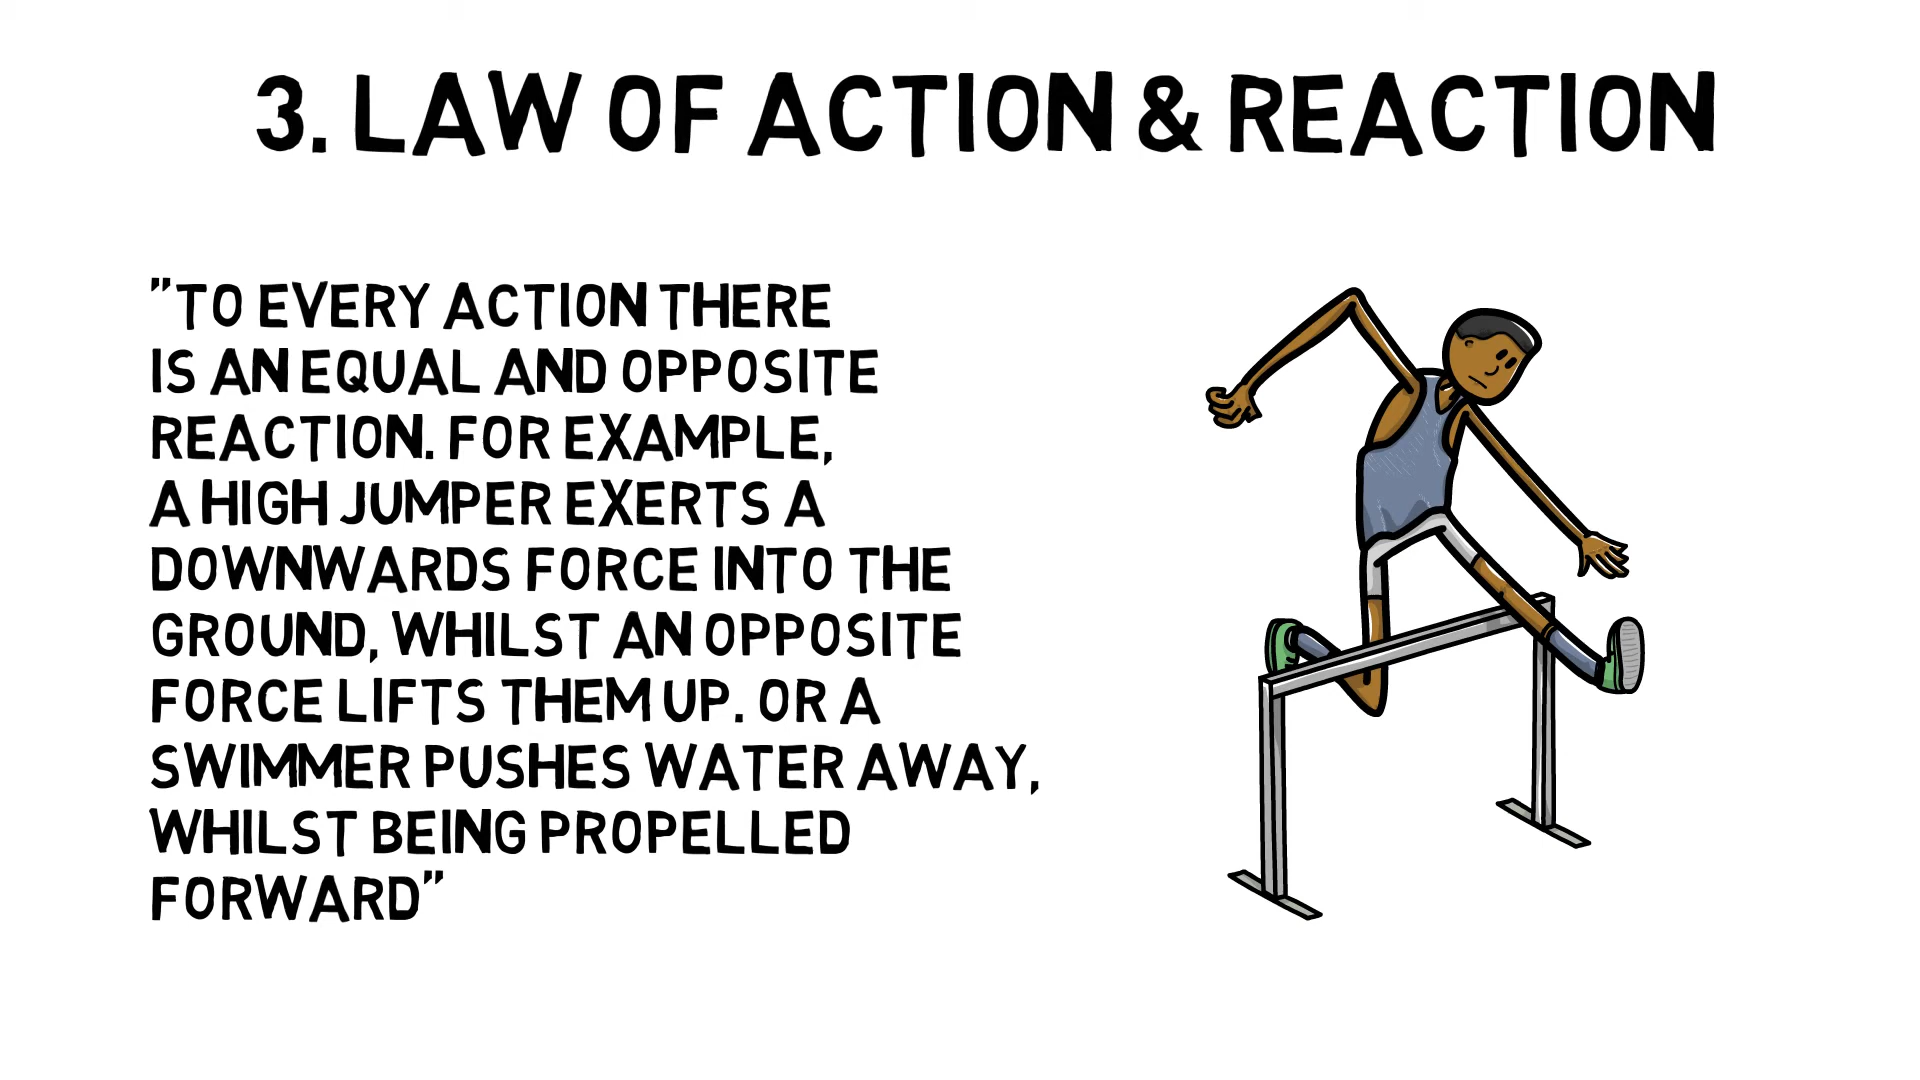 3. LAW OF ACTION & REACTION
"TO EVERY ACTION THERE
IS AN EQUAL AND OPPOSITE
REACTION. FOR EXAMPLE,
A HIGH JUMPER EXERTS A
DOWNWARDS FORCE INTO THE
GROUND, WHILST AN OPPOSITE
FORCE LIFTS THEM UP. OR A
SWIMMER PUSHES WATER AWAY,
WHILST BEING PROPELLED
FORWARD"